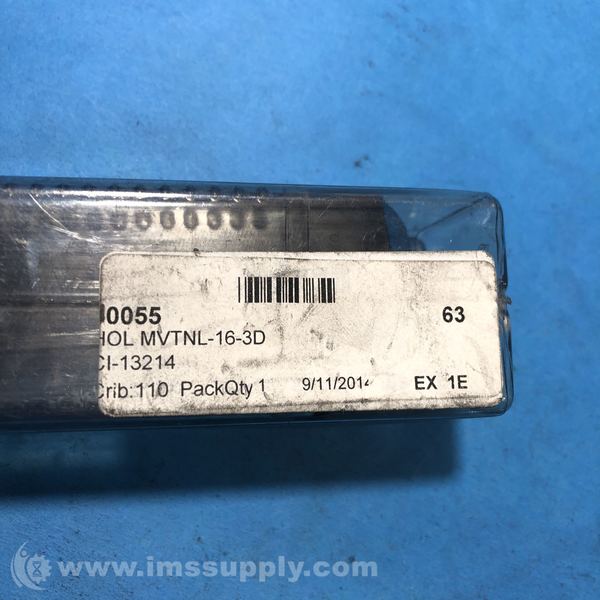 0055 63
HOL MVTNL-16-3D
CI-13214
Crib:110 PackQty 1 9/11/2014 EX 1E
www.imssupply.com